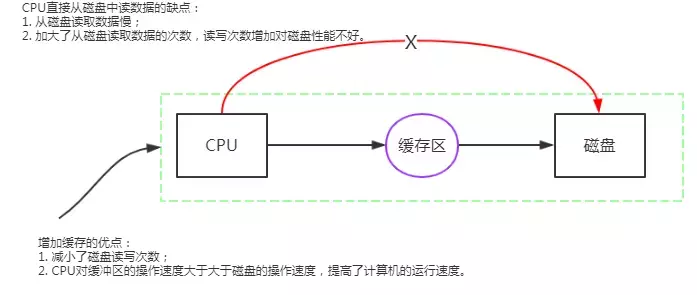 CPU直接从磁盘中读数据的缺点：
1. 从磁盘读取数据慢；
2. 加大了从磁盘读取数据的次数，读写次数增加对磁盘性能不好。
X
CPU
缓存区
磁盘
增加缓存的优点：
1. 减小了磁盘读写次数；
2. CPU对缓冲区的操作速度大于大于磁盘的操作速度，提高了计算机的运行速度。